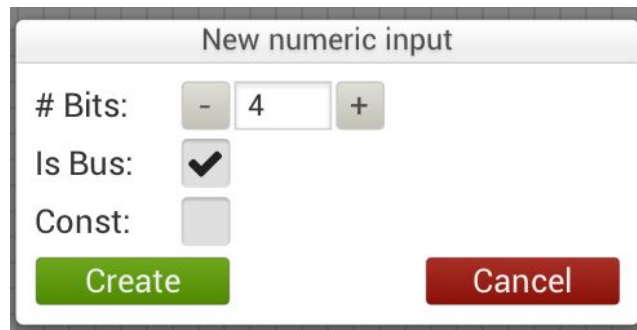 New numeric input
# Bits: - 4 +
Is Bus:
Const:
Create Cancel